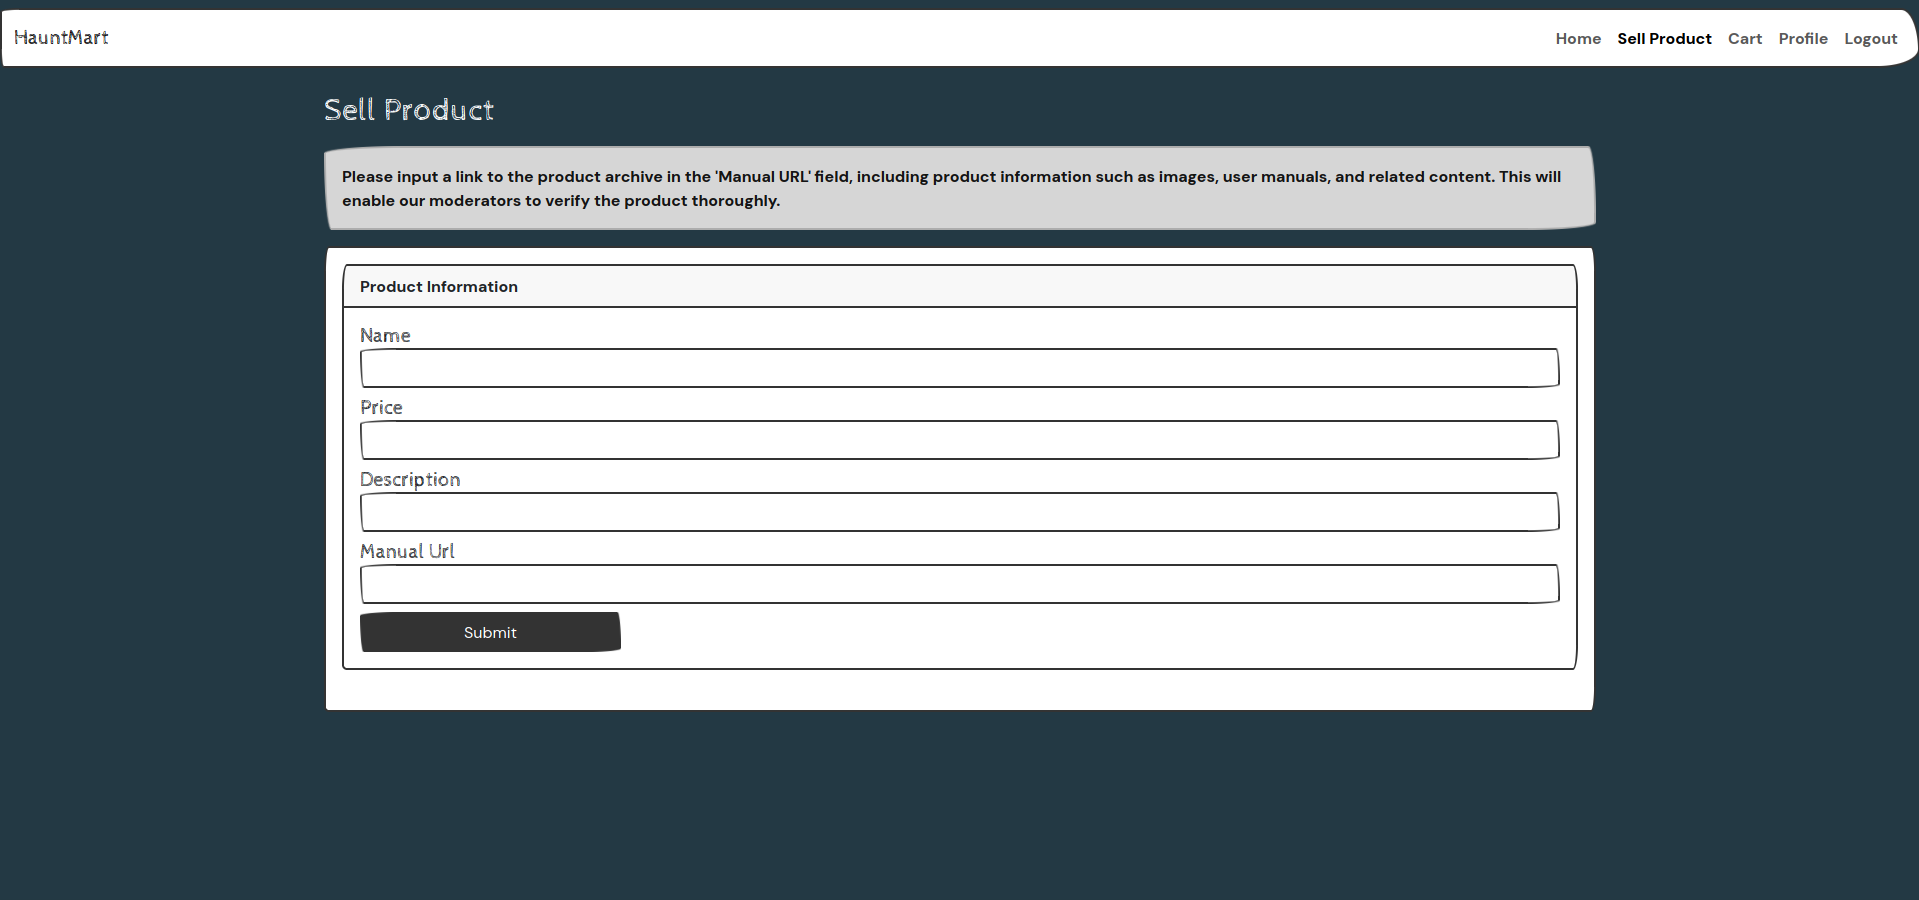 HauntMart
Home Sell Product Cart Profile Logout
Sell Product
Please input a link to the product archive in the 'Manual URL' field, including product information such as images, user manuals, and related content. This will
enable our moderators to verify the product thoroughly.
Product Information
Name
Price
Description
Manual Url
Submit